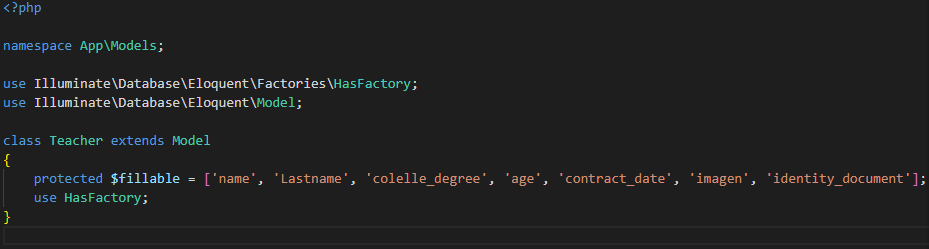 <?php
namespace App\Models;
use Illuminate\Database\Eloquent\Factories\HasFactory;
use Illuminate\Database\Eloquent\Model;
class Teacher extends Model
{
protected $fillable = ['name', 'Lastname', 'colelle_degree', 'age', 'contract_date', 'imagen', 'identity_document'];
use HasFactory;
}